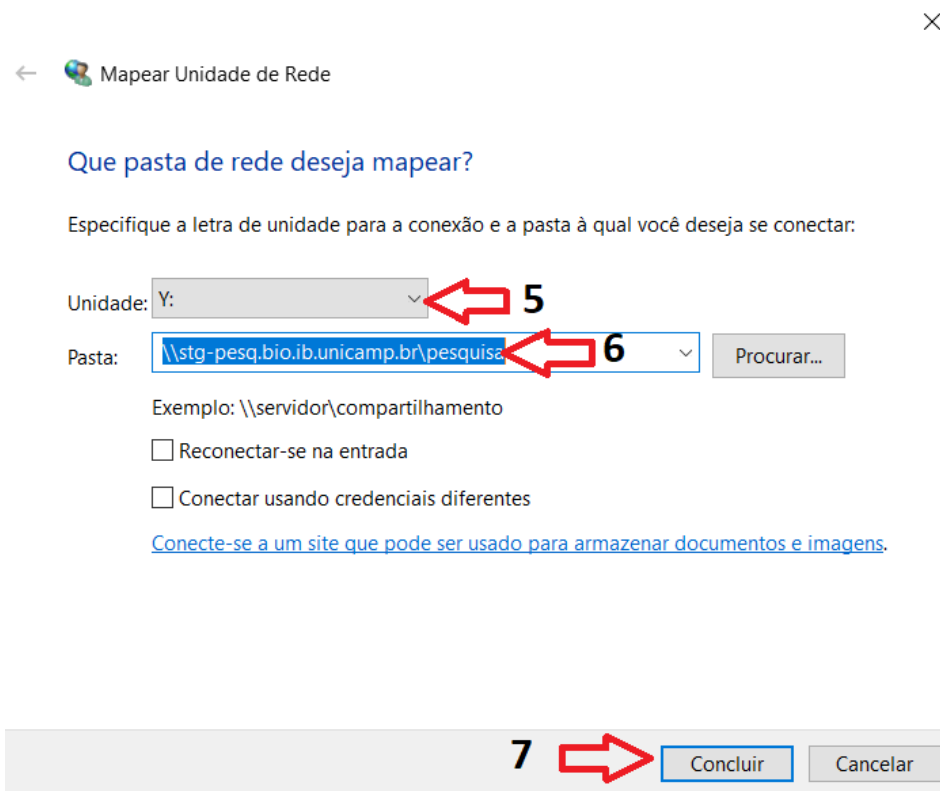 Mapear Unidade de Rede
Que pasta de rede deseja mapear?
Especifique a letra de unidade para a conexão e a pasta à qual você deseja se conectar:
Unidade: Y: 5
Pasta: \\stg-pesq.bio.ib.unicamp.br\pesquisa 6 Procurar...
Exemplo: \\servidor\compartilhamento
Reconectar-se na entrada
Conectar usando credenciais diferentes
Conecte-se a um site que pode ser usado para armazenar documentos e imagens.
7 Concluir Cancelar